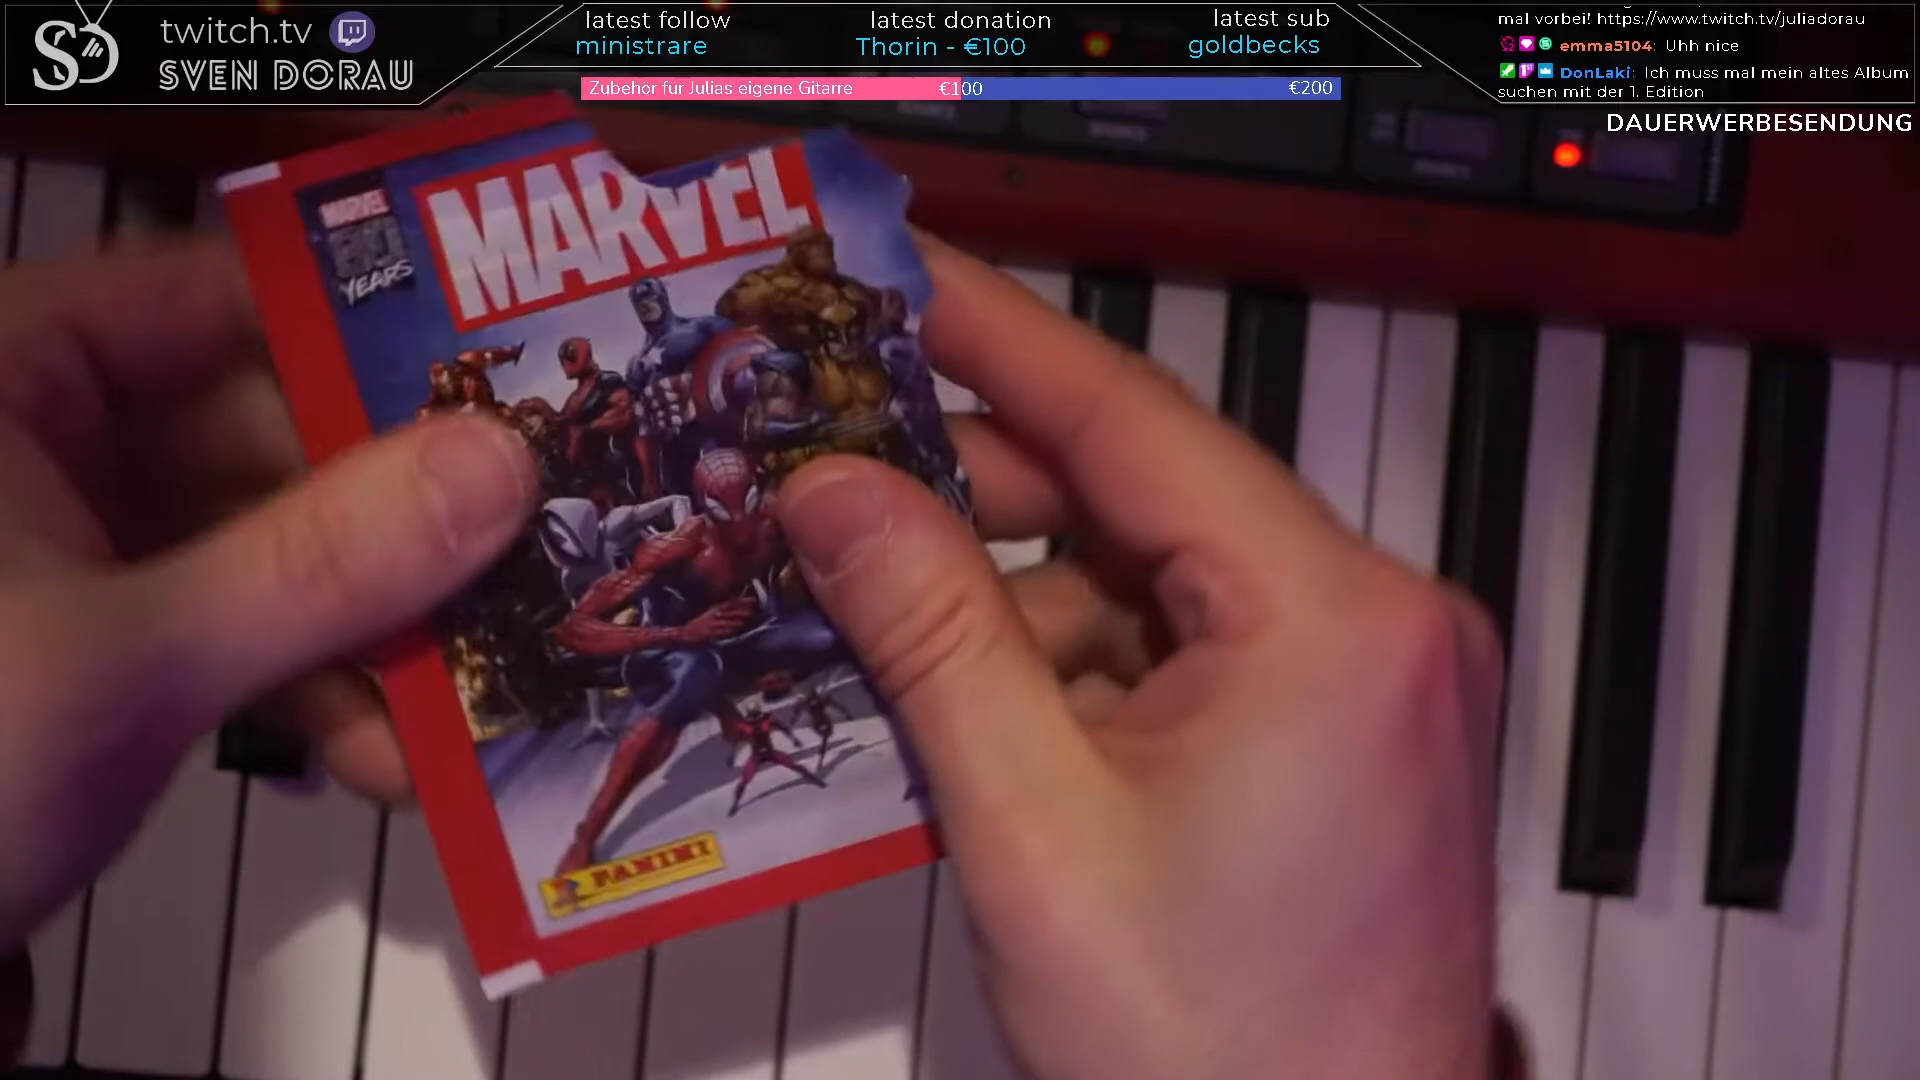 twitch.tv
SVEN DORAU
latest follow
ministrare
latest donation
Thorin - €100
latest sub
goldbecks
Zubehör für Julias eigene Gitarre €100 €200
mal vorbei! https://www.twitch.tv/juliadorau
emma5104: Uhh nice
DonLaki: Ich muss mal mein altes Album
suchen mit der 1. Edition
DAUERWERBESENDUNG
MARVEL
80
YEARS
MARVEL
PANINI